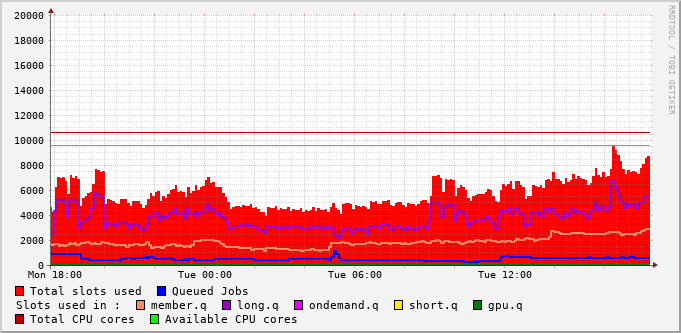 RRDTOOL / TOBI OETIKER
20000
18000
16000
14000
12000
10000
8000
6000
4000
2000
0
Mon 18:00 Tue 00:00 Tue 06:00 Tue 12:00
Total slots used Queued Jobs
Slots used in : member.q long.q ondemand.q short.q gpu.q
Total CPU cores Available CPU cores